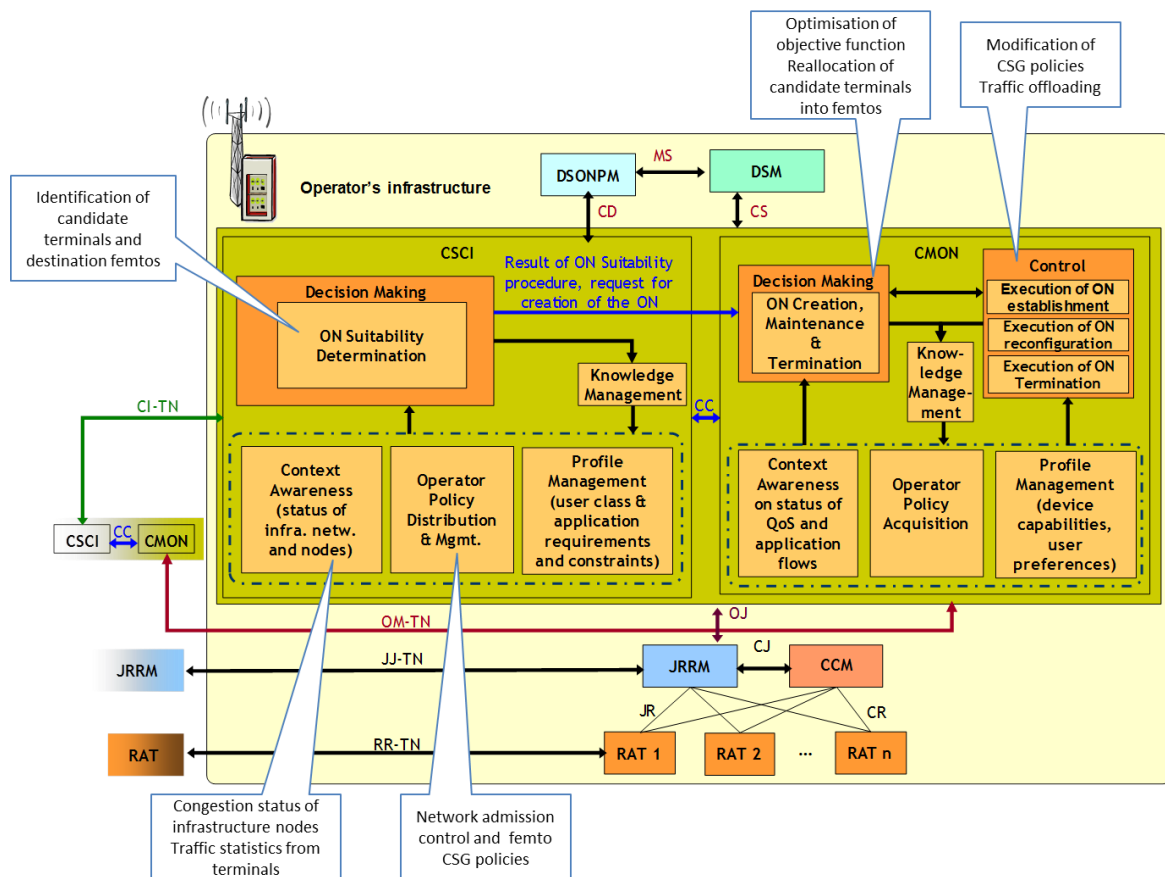 Optimisation of
objective function
Reallocation of
candidate terminals
into femtos
Modification of
CSG policies
Traffic offloading
Identification of
candidate
terminals and
destination femtos
Operator's infrastructure
DSONPM
MS
DSM
CD
CS
CSCI
CMON
Decision Making
ON Suitability
Determination
Result of ON Suitability
procedure, request for
creation of the ON
Knowledge
Management
Decision Making
ON Creation,
Maintenance
&
Termination
Control
Execution of ON
establishment
Execution of ON
reconfiguration
Execution of ON
Termination
Know-
ledge
Manage-
ment
CI-TN
CC
Context
Awareness
(status of
infra. netw.
and nodes)
Operator
Policy
Distribution
& Mgmt.
Profile
Management
(user class &
application
requirements
and constraints)
Context
Awareness
on status of
QoS and
application
flows
Operator
Policy
Acquisition
Profile
Management
(device
capabilities,
user
preferences)
CSCI
CC
CMON
OM-TN
OJ
JRRM
JJ-TN
JRRM
CJ
CCM
JR
CR
RAT
RR-TN
RAT 1
RAT 2
...
RAT n
Congestion status of
infrastructure nodes
Traffic statistics from
terminals
Network admission
control and femto
CSG policies